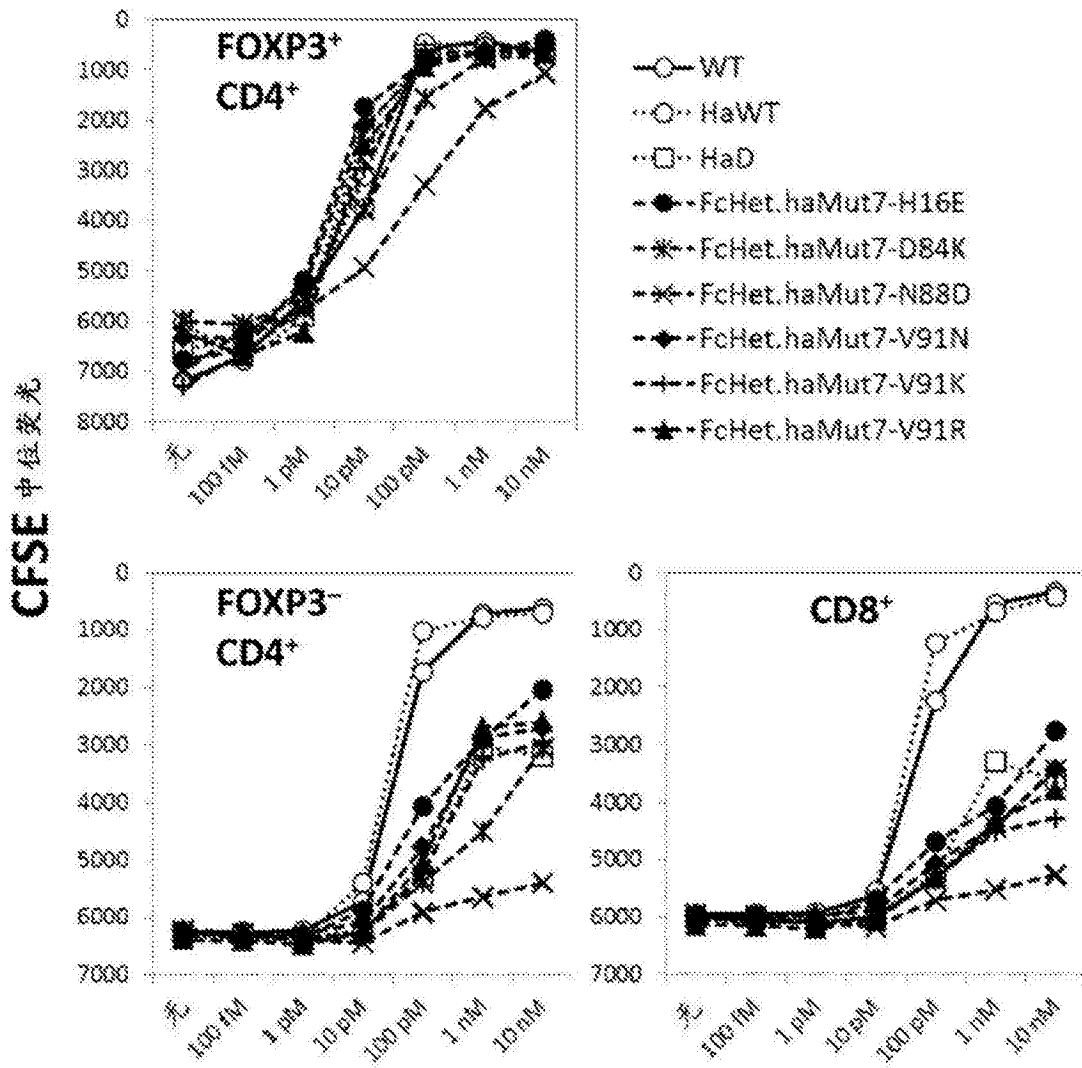 CFSE 中位荧光
FOXP3⁺
CD4⁺
0
1000
2000
3000
4000
5000
6000
7000
8000
无
100 fM
1 pM
10 pM
100 pM
1 nM
10 nM
WT
HaWT
HaD
FcHet.haMut7-H16E
FcHet.haMut7-D84K
FcHet.haMut7-N88D
FcHet.haMut7-V91N
FcHet.haMut7-V91K
FcHet.haMut7-V91R
FOXP3⁻
CD4⁺
0
1000
2000
3000
4000
5000
6000
7000
无
100 fM
1 pM
10 pM
100 pM
1 nM
10 nM
CD8⁺
0
1000
2000
3000
4000
5000
6000
7000
无
100 fM
1 pM
10 pM
100 pM
1 nM
10 nM